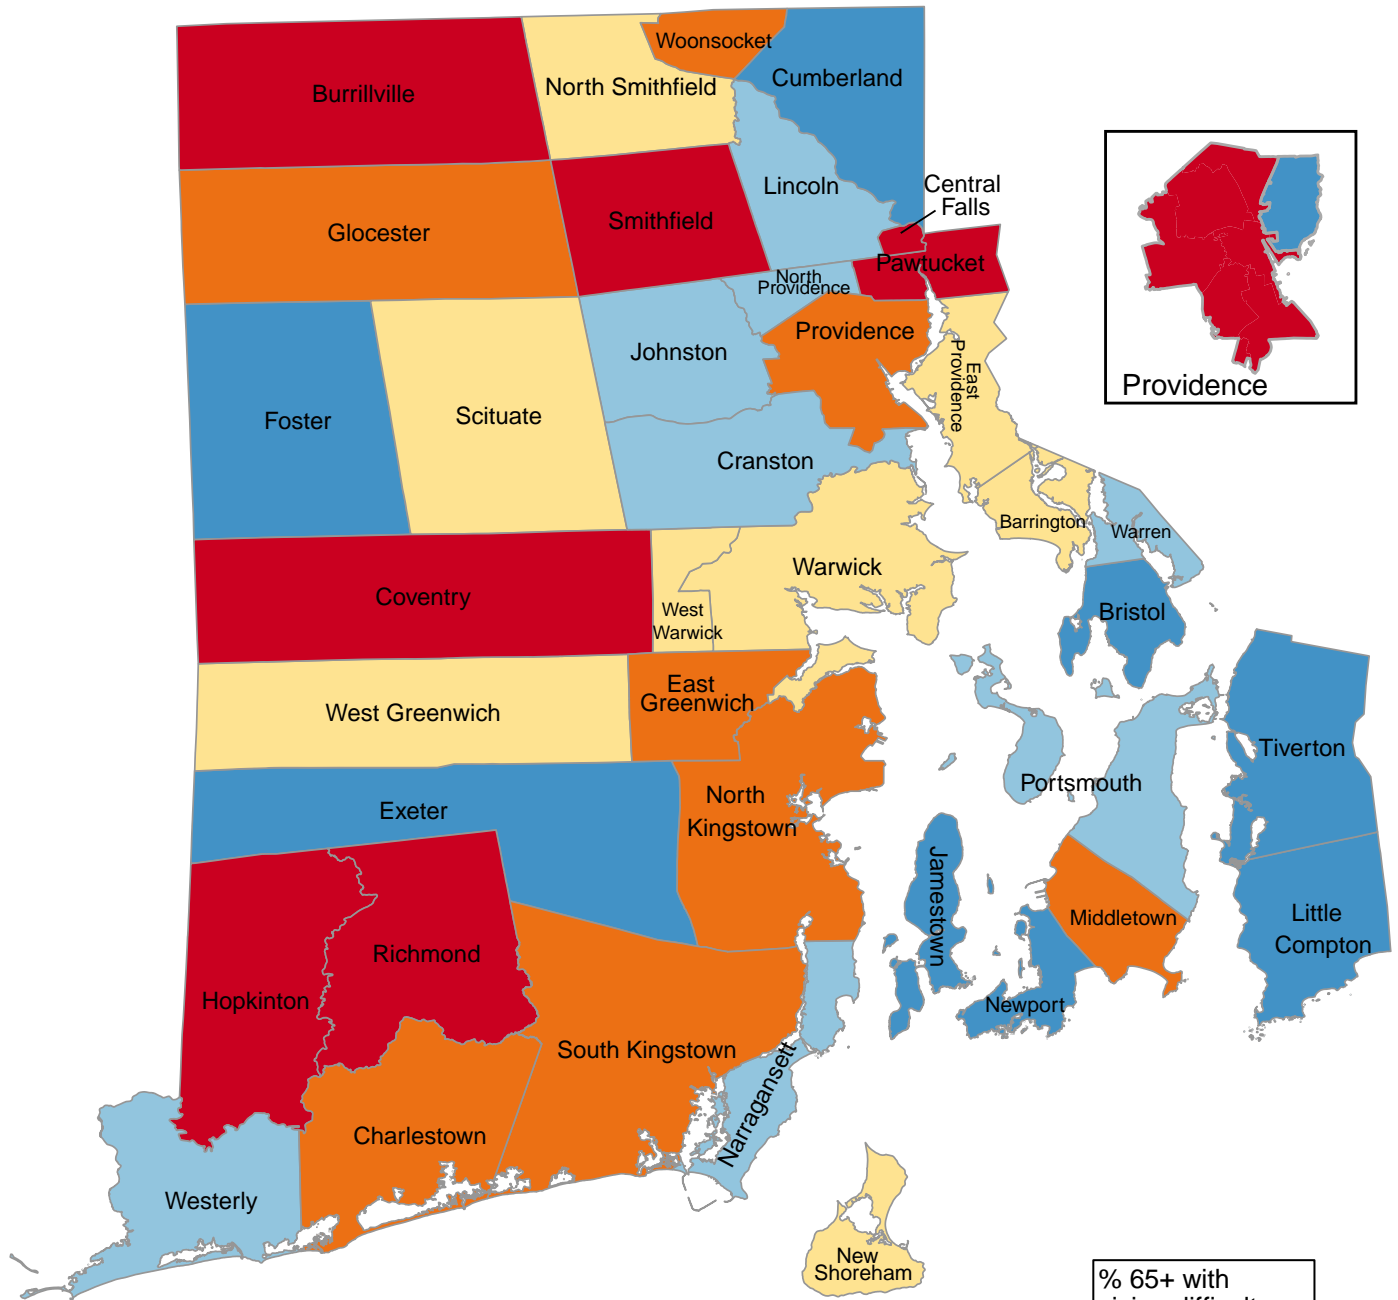 Woonsocket
Cumberland
North Smithfield
Burrillville
Lincoln
Central
Falls
Smithfield
Glocester
Pawtucket
North
Providence
Providence
Johnston
East
Providence
Providence
Foster
Scituate
Cranston
Barrington
Warren
Warwick
Coventry
West
Warwick
Bristol
East
Greenwich
West Greenwich
Tiverton
Portsmouth
North
Kingstown
Exeter
Jamestown
Middletown
Little
Compton
Richmond
Hopkinton
Newport
South Kingstown
Narragansett
Charlestown
Westerly
New
Shoreham
% 65+ with